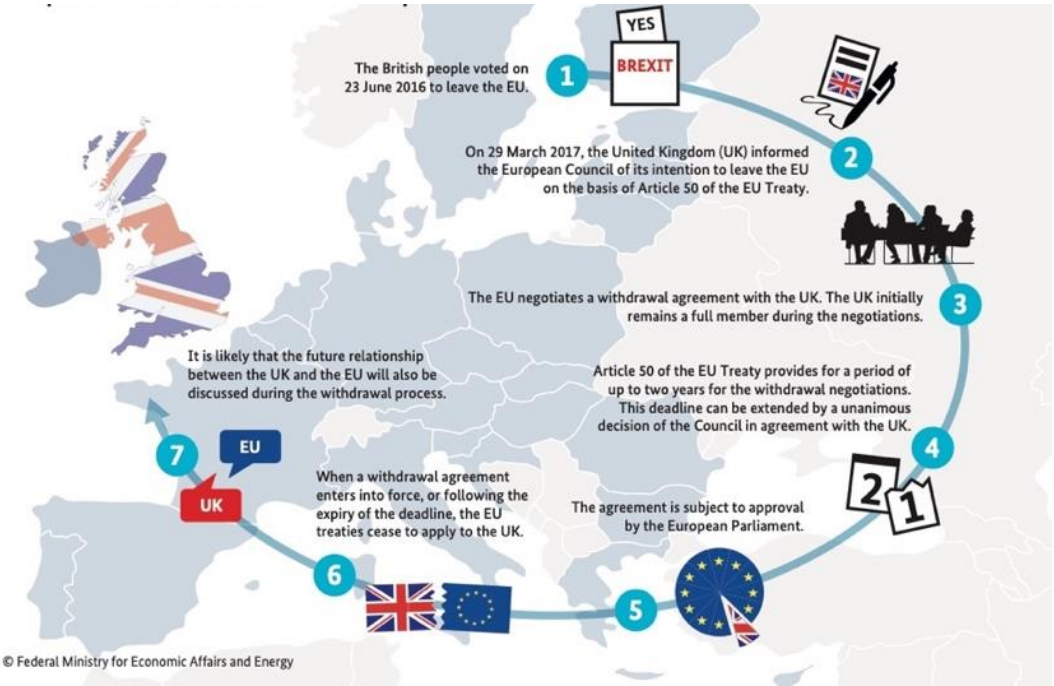 YES
BREXIT
1
The British people voted on
23 June 2016 to leave the EU.
2
On 29 March 2017, the United Kingdom (UK) informed
the European Council of its intention to leave the EU
on the basis of Article 50 of the EU Treaty.
3
The EU negotiates a withdrawal agreement with the UK. The UK initially
remains a full member during the negotiations.
4
Article 50 of the EU Treaty provides for a period of
up to two years for the withdrawal negotiations.
This deadline can be extended by a unanimous
decision of the Council in agreement with the UK.
2
1
5
The agreement is subject to approval
by the European Parliament.
6
When a withdrawal agreement
enters into force, or following the
expiry of the deadline, the EU
treaties cease to apply to the UK.
7
It is likely that the future relationship
between the UK and the EU will also be
discussed during the withdrawal process.
EU
UK
© Federal Ministry for Economic Affairs and Energy